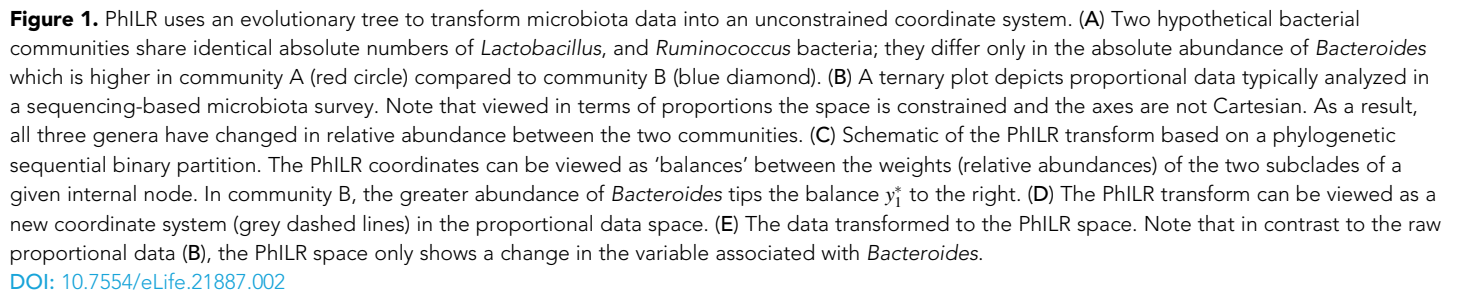 Figure 1. PhILR uses an evolutionary tree to transform microbiota data into an unconstrained coordinate system. (A) Two hypothetical bacterial
communities share identical absolute numbers of Lactobacillus, and Ruminococcus bacteria; they differ only in the absolute abundance of Bacteroides
which is higher in community A (red circle) compared to community B (blue diamond). (B) A ternary plot depicts proportional data typically analyzed in
a sequencing-based microbiota survey. Note that viewed in terms of proportions the space is constrained and the axes are not Cartesian. As a result,
all three genera have changed in relative abundance between the two communities. (C) Schematic of the PhILR transform based on a phylogenetic
sequential binary partition. The PhILR coordinates can be viewed as ‘balances’ between the weights (relative abundances) of the two subclades of a
given internal node. In community B, the greater abundance of Bacteroides tips the balance y₁* to the right. (D) The PhILR transform can be viewed as a
new coordinate system (grey dashed lines) in the proportional data space. (E) The data transformed to the PhILR space. Note that in contrast to the raw
proportional data (B), the PhILR space only shows a change in the variable associated with Bacteroides.
DOI: 10.7554/eLife.21887.002